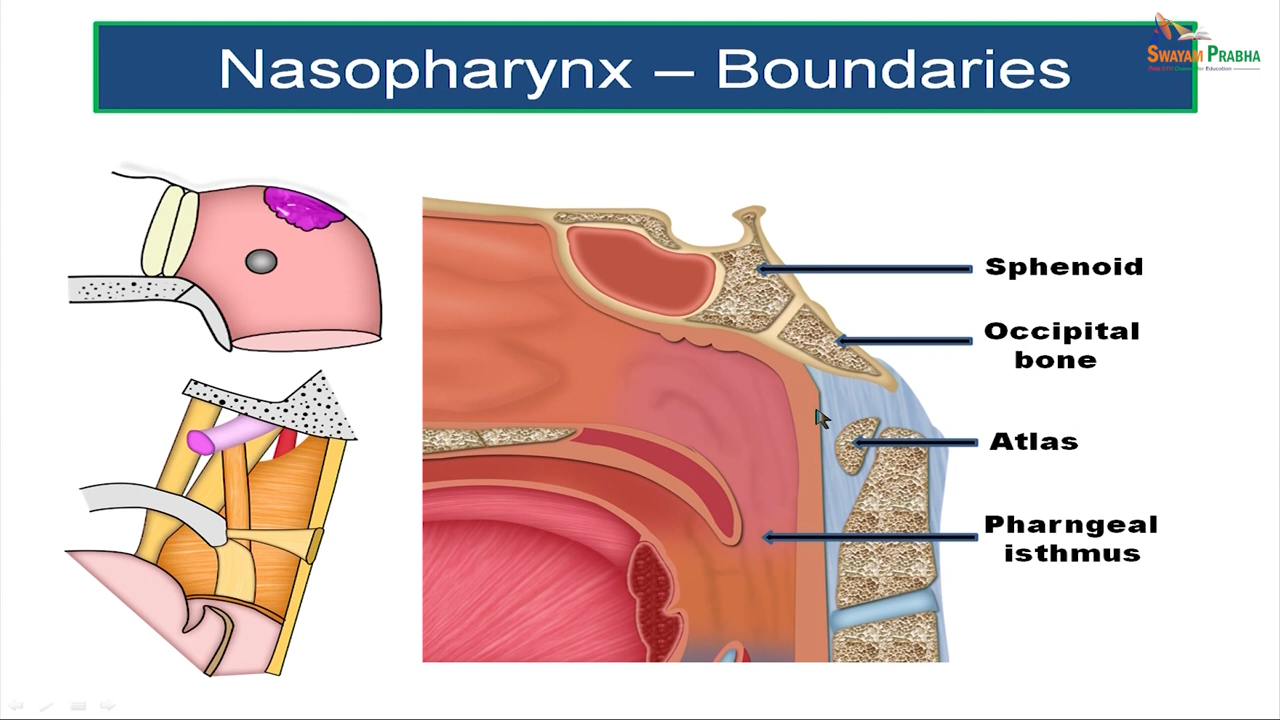 Nasopharynx – Boundaries
SWAYAM PRABHA
Sphenoid
Occipital
bone
Atlas
Pharngeal
isthmus